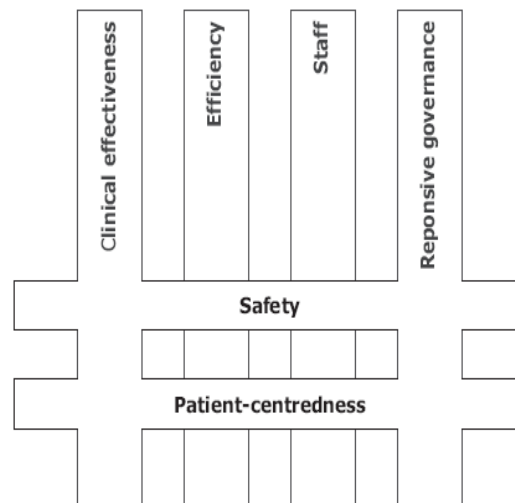 Clinical effectiveness
Efficiency
Staff
Reponsive governance
Safety
Patient-centredness